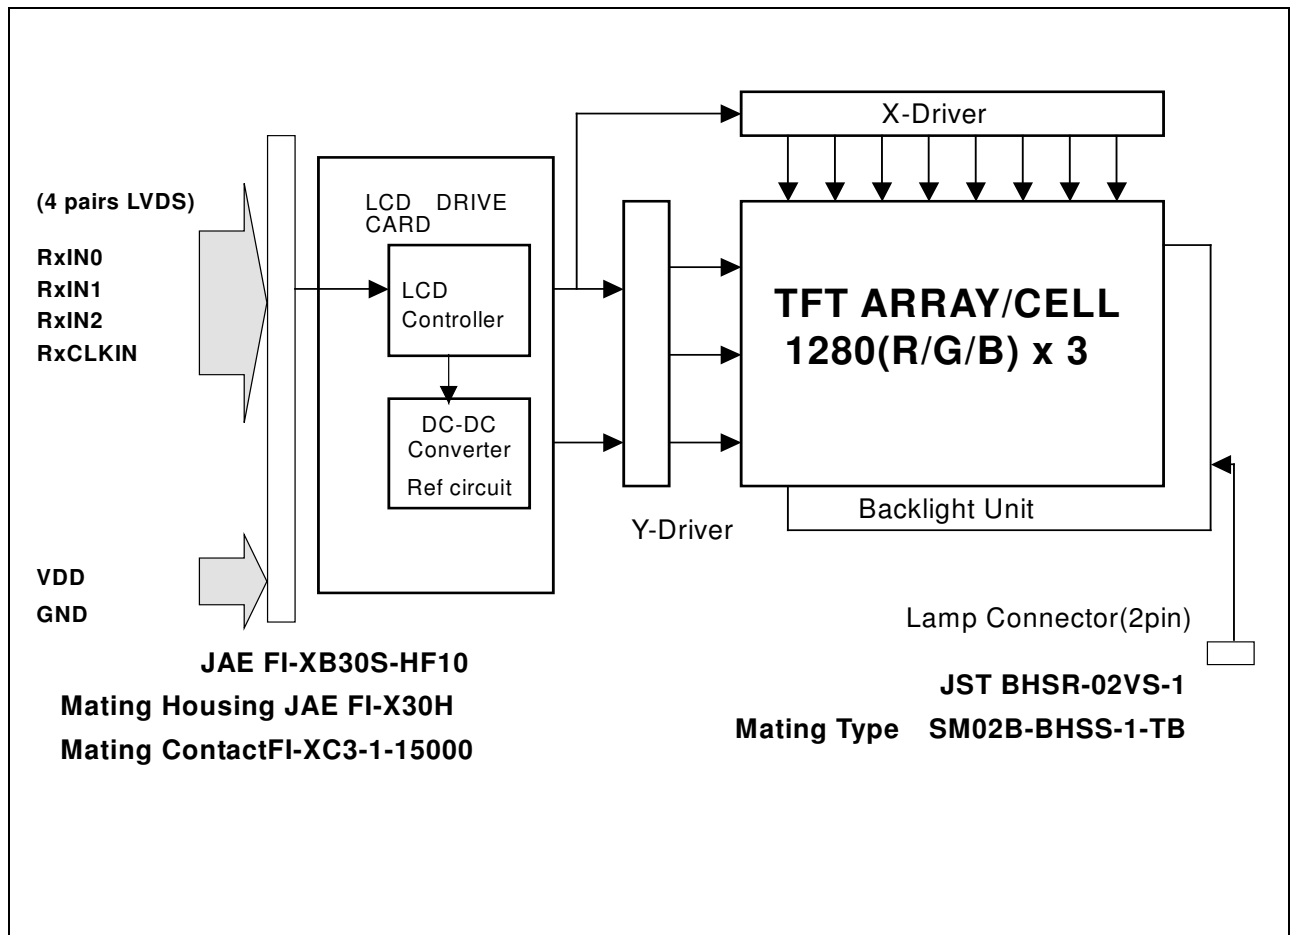 X-Driver
(4 pairs LVDS)
RxIN0
RxIN1
RxIN2
RxCLKIN
LCD DRIVE
CARD
LCD
Controller
DC-DC
Converter
Ref circuit
TFT ARRAY/CELL
1280(R/G/B) x 3
Backlight Unit
Y-Driver
VDD
GND
JAE FI-XB30S-HF10
Mating Housing JAE FI-X30H
Mating ContactFI-XC3-1-15000
Lamp Connector(2pin)
JST BHSR-02VS-1
Mating Type SM02B-BHSS-1-TB